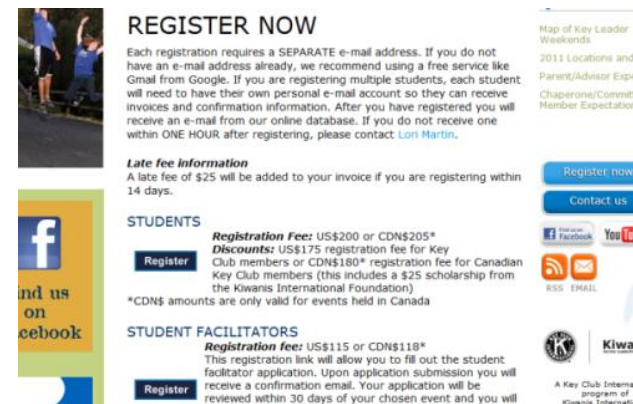 REGISTER NOW
Each registration requires a SEPARATE e-mail address. If you do not
have an e-mail address already, we recommend using a free service like
Gmail from Google. If you are registering multiple students, each student
will need to have their own personal e-mail account so they can receive
invoices and confirmation information. After you have registered you will
receive an e-mail from our online database. If you do not receive one
within ONE HOUR after registering, please contact Lori Martin.
Late fee information
A late fee of $25 will be added to your invoice if you are registering within
14 days.
STUDENTS
Registration Fee: US$200 or CDN$205*
Discounts: US$175 registration fee for Key
Register
Club members or CDN$180* registration fee for Canadian
Key Club members (this includes a $25 scholarship from
the Kiwanis International Foundation)
*CDN$ amounts are only valid for events held in Canada
STUDENT FACILITATORS
Registration fee: US$115 or CDN$118*
This registration link will allow you to fill out the student
facilitator application. Upon application submission you will
Register
receive a confirmation email. Your application will be
reviewed within 30 days of your chosen event and you will
f
us
on
Map of Key Leader
Weekends
2011 Locations and
Parent/Advisor
Member
Register now
Contact us
Find us on
Facebook
You
RSS EMAIL
A Key Club
program of
Kiwanis